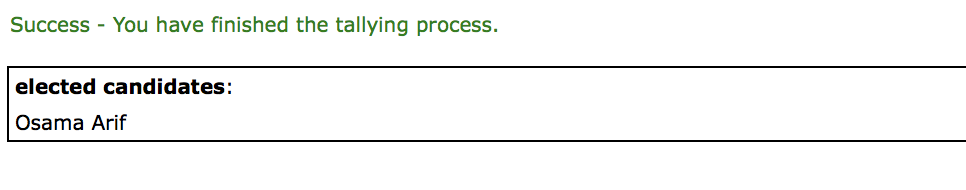 Success - You have finished the tallying process.
elected candidates:
Osama Arif